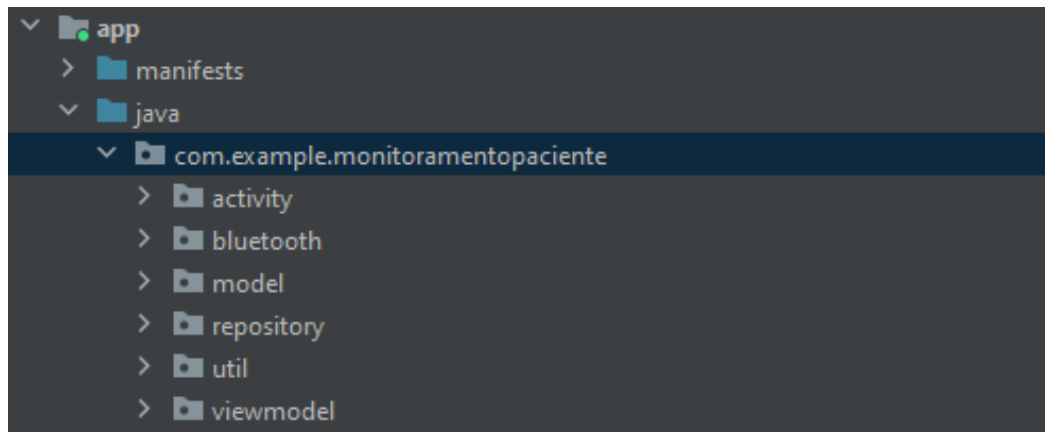 app
manifests
java
com.example.monitoramentopaciente
activity
bluetooth
model
repository
util
viewmodel